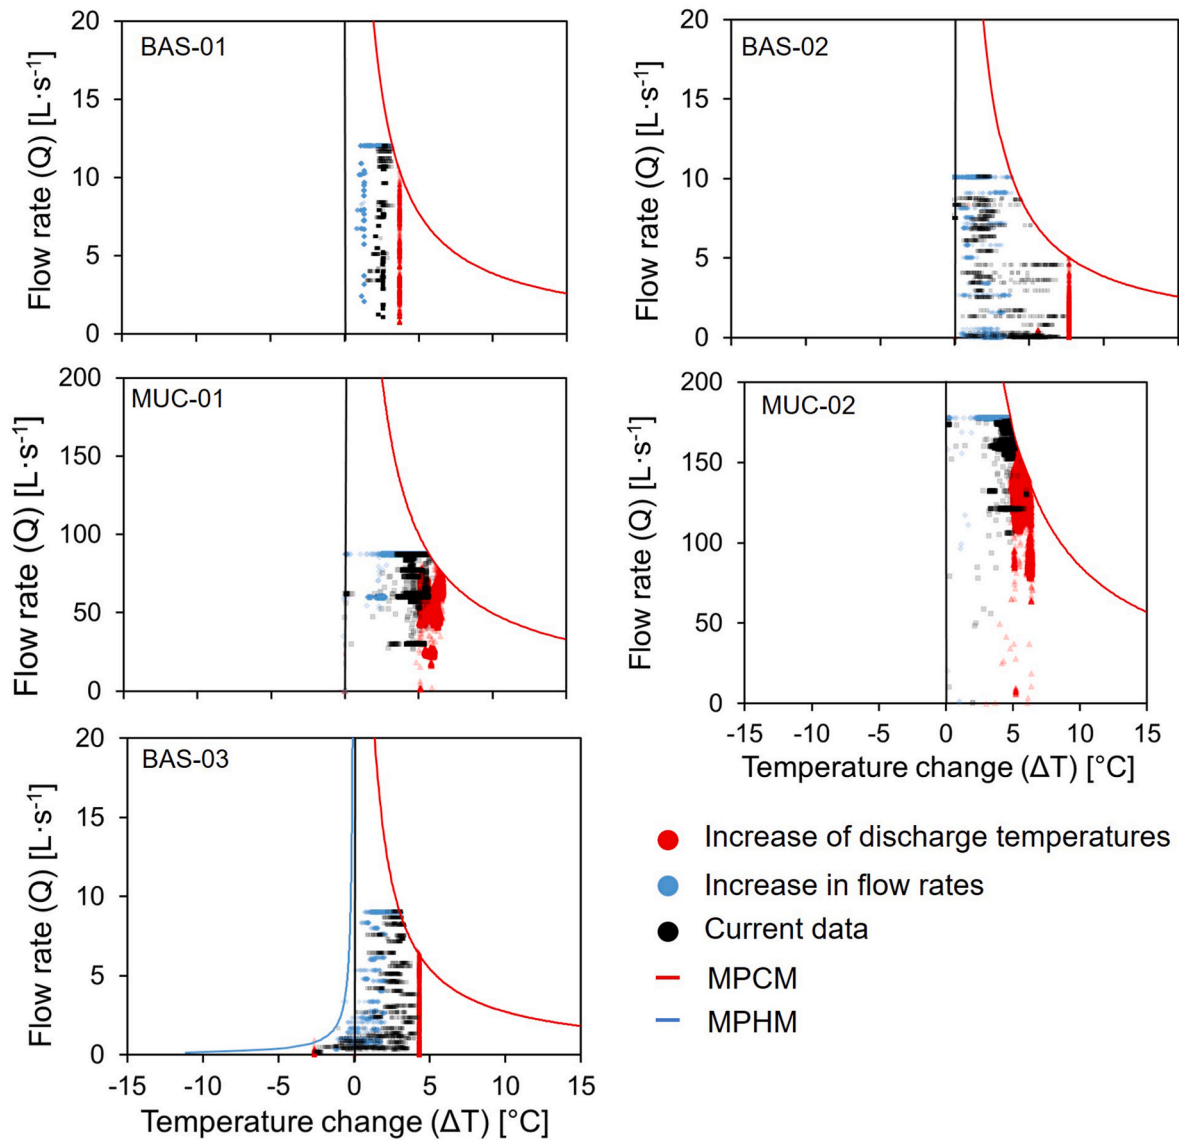 BAS-01
Flow rate (Q) [L·s⁻¹]
20
15
10
5
0
BAS-02
Flow rate (Q) [L·s⁻¹]
20
15
10
5
0
MUC-01
Flow rate (Q) [L·s⁻¹]
200
150
100
50
0
MUC-02
Flow rate (Q) [L·s⁻¹]
200
150
100
50
0
-15 -10 -5 0 5 10 15
Temperature change (ΔT) [°C]
BAS-03
Flow rate (Q) [L·s⁻¹]
20
15
10
5
0
-15 -10 -5 0 5 10 15
Temperature change (ΔT) [°C]
Increase of discharge temperatures
Increase in flow rates
Current data
MPCM
MPHM